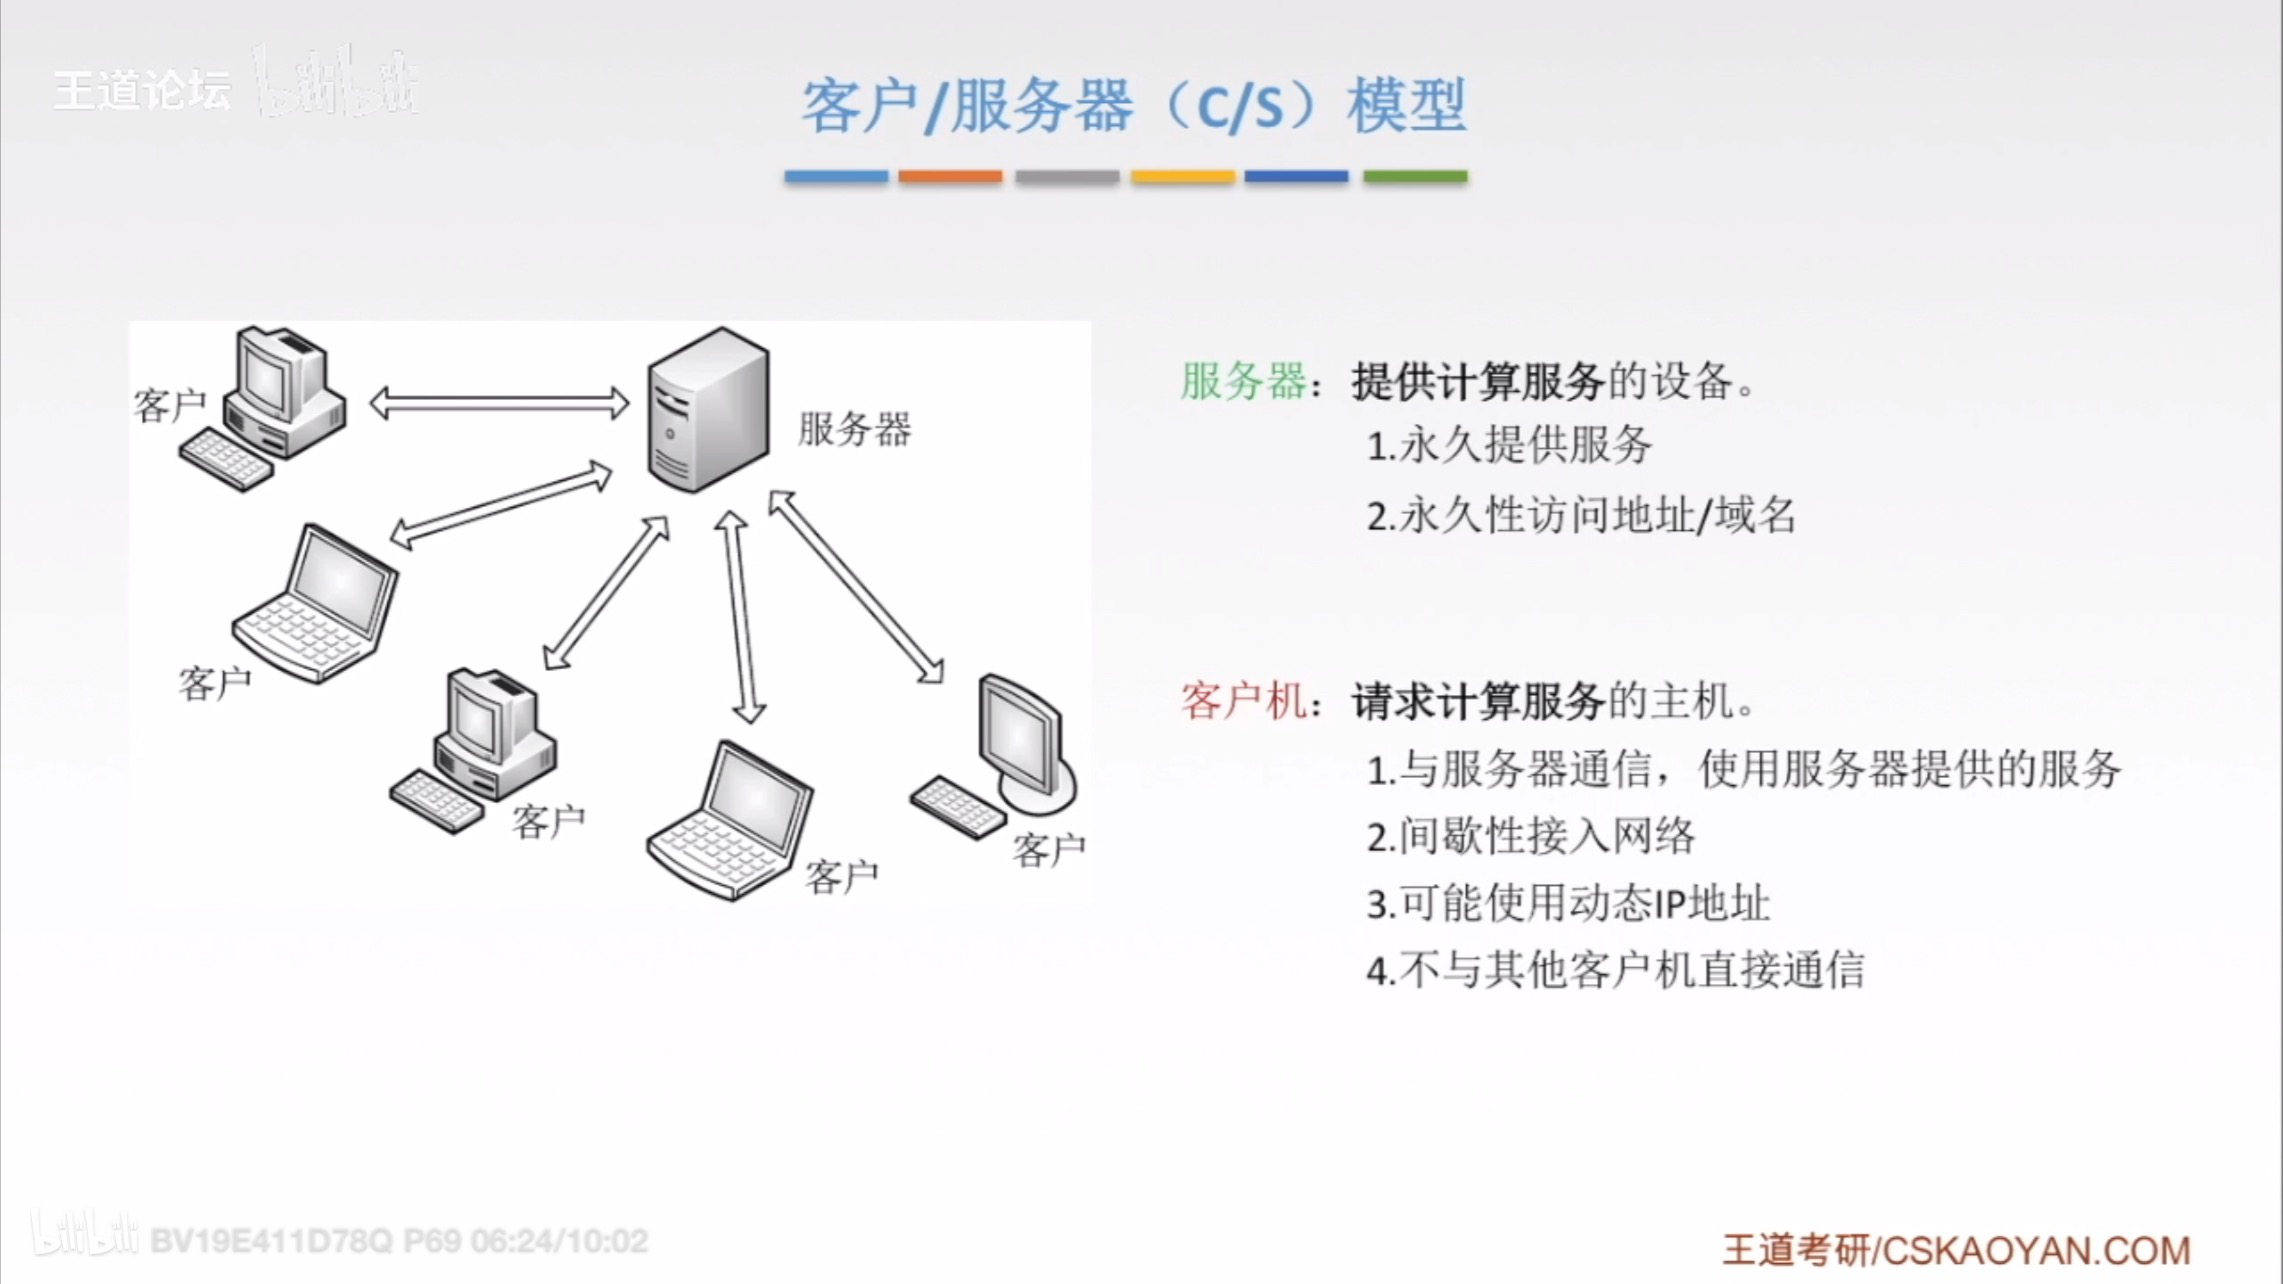 王道论坛 bilibili
客户/服务器（C/S）模型
客户
服务器
客户
客户
客户
客户
服务器：提供计算服务的设备。
1.永久提供服务
2.永久性访问地址/域名
客户机：请求计算服务的主机。
1.与服务器通信，使用服务器提供的服务
2.间歇性接入网络
3.可能使用动态IP地址
4.不与其他客户机直接通信
bilibili BV19E411D78Q P69 06:24/10:02
王道考研/CSKAOYAN.COM